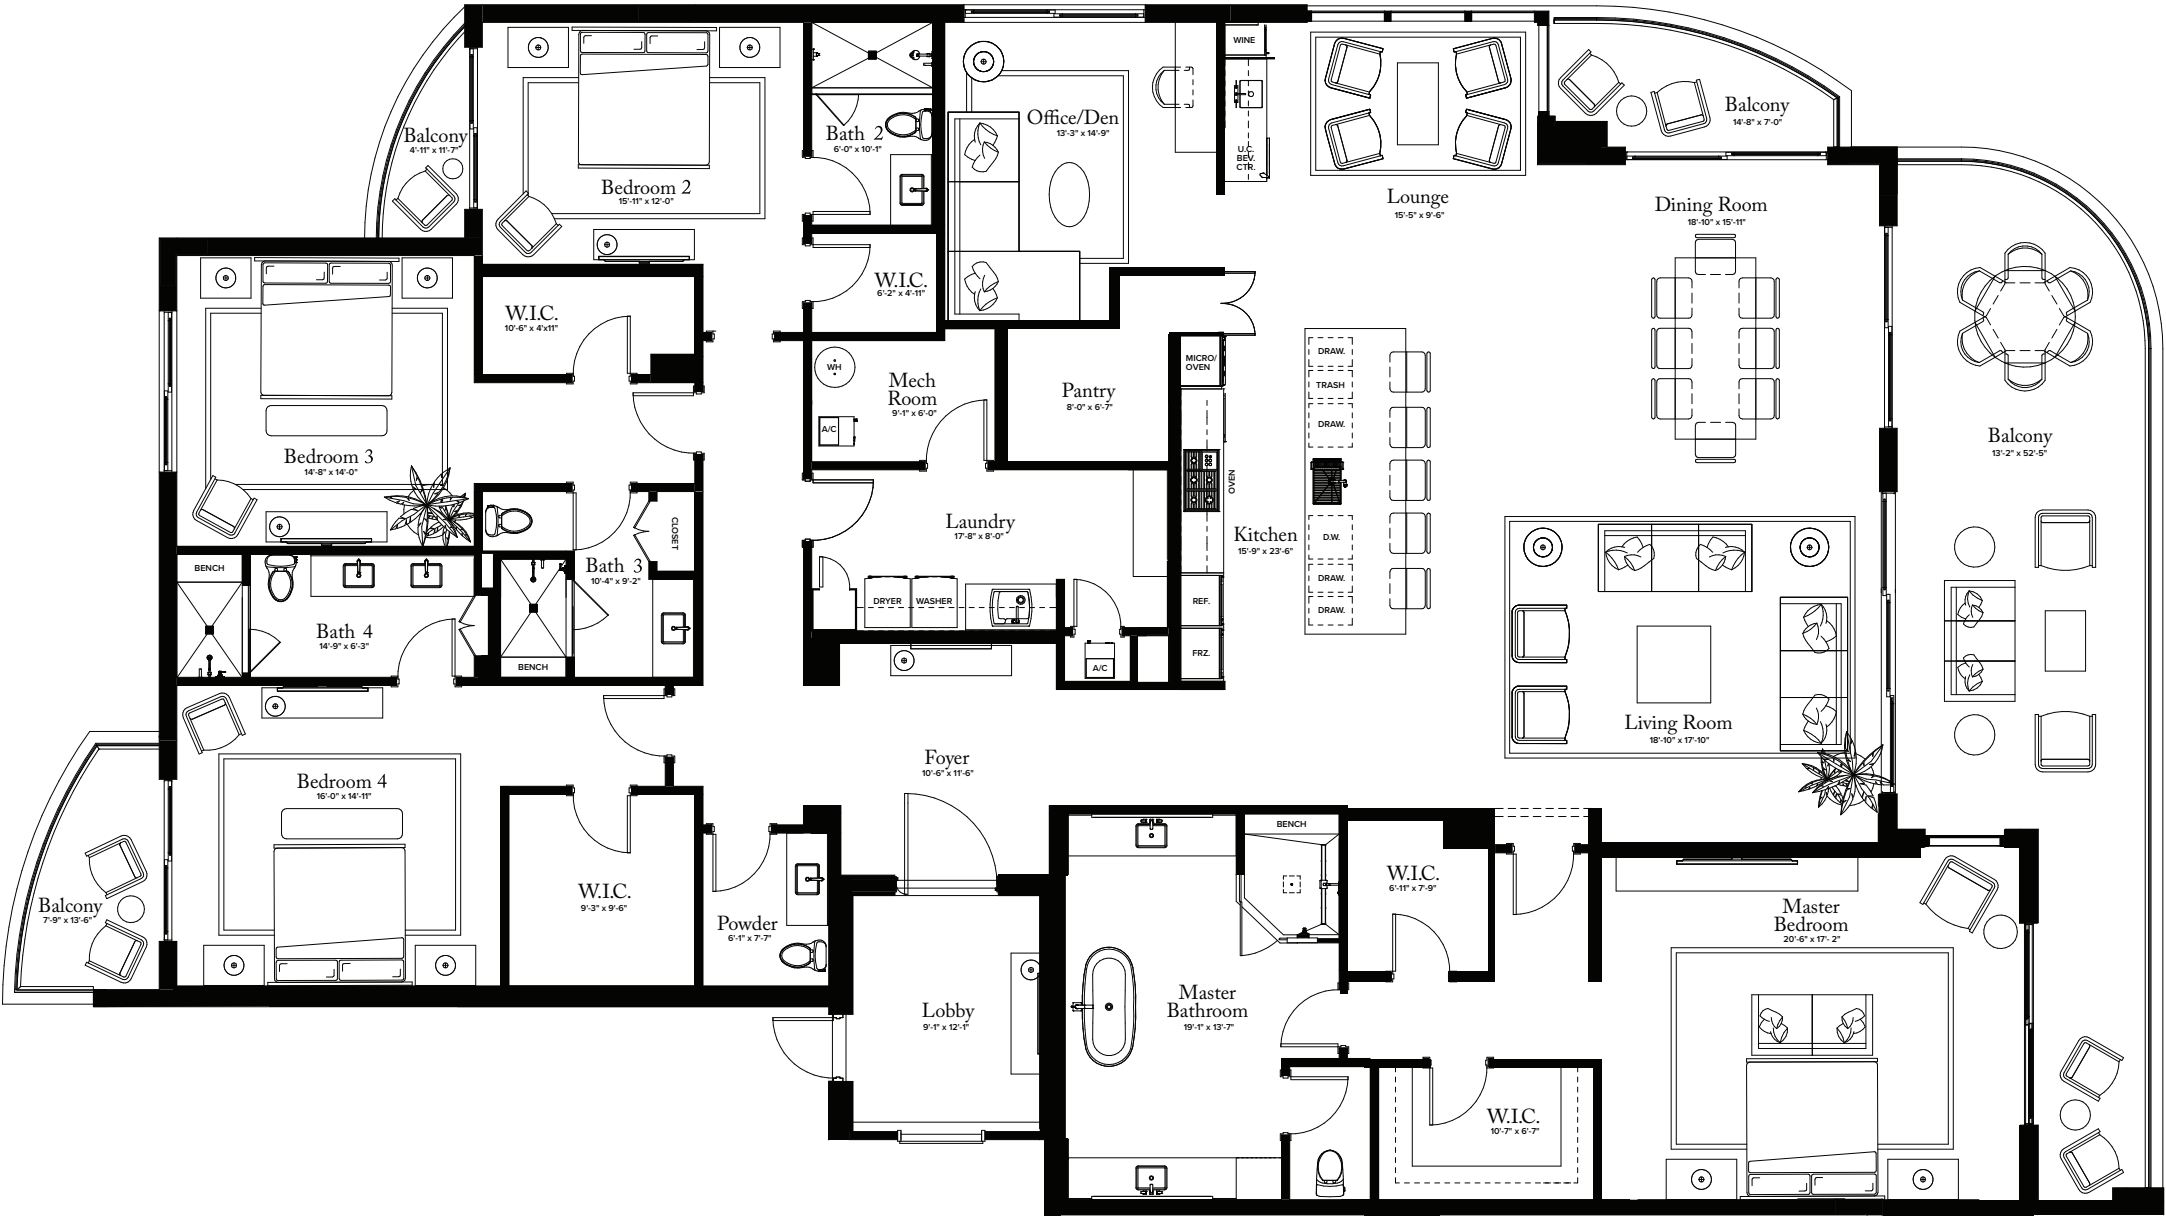 WINE
Balcony
14'-8" x 7'-0"
Balcony
4'-11" x 11'-7"
Bath 2
6'-0" x 10'-1"
Office/Den
13'-3" x 14'-9"
U.C.
BEV.
CTR.
Bedroom 2
15'-11" x 12'-0"
Lounge
15'-5" x 9'-6"
Dining Room
18'-10" x 15'-11"
W.I.C.
6'-2" x 4'-11"
W.I.C.
10'-6" x 4'x11"
WH
Mech
Room
9'-1" x 6'-0"
A/C
Pantry
8'-0" x 6'-7"
MICRO/
OVEN
DRAW.
TRASH
DRAW.
Balcony
13'-2" x 52'-5"
Bedroom 3
14'-8" x 14'-0"
OVEN
CLOSET
Laundry
17'-8" x 8'-0"
Kitchen
15'-9" x 23'-6"
D.W.
DRAW.
DRAW.
BENCH
Bath 3
10'-4" x 9'-2"
DRYER
WASHER
REF.
FRZ.
Bath 4
14'-9" x 6'-3"
BENCH
A/C
Living Room
18'-10" x 17'-10"
Foyer
10'-6" x 11'-6"
Bedroom 4
16'-0" x 14'-11"
BENCH
W.I.C.
6'-11" x 7'-9"
W.I.C.
9'-3" x 9'-6"
Balcony
7'-9" x 13'-6"
Powder
6'-1" x 7'-7"
Master
Bedroom
20'-6" x 17'- 2"
Lobby
9'-1" x 12'-1"
Master
Bathroom
19'-1" x 13'-7"
W.I.C.
10'-7" x 6'-7"